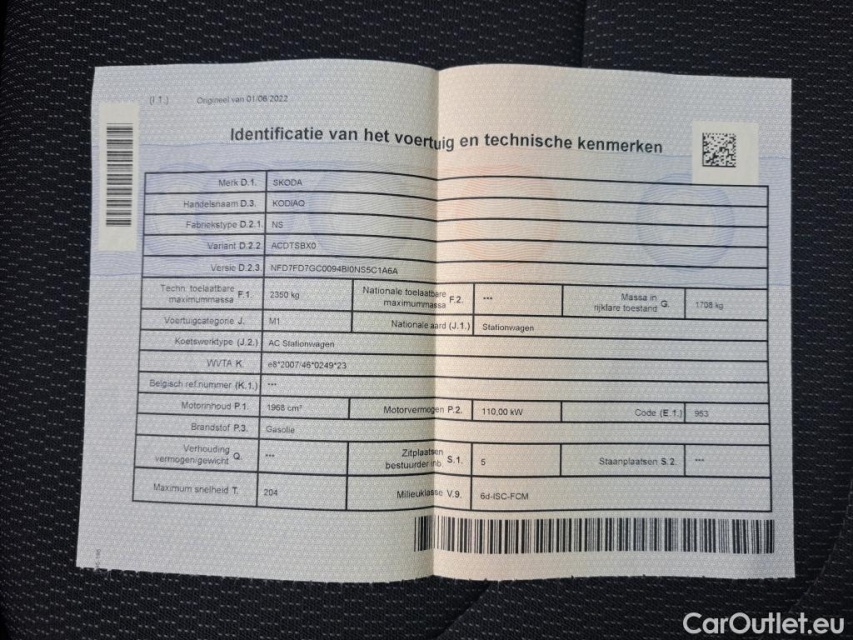 [I.T.] Origineel van 01/06/2022
Identificatie van het voertuig en technische kenmerken
Merk D.1. SKODA
Handelsnaam D.3. KODIAQ
Fabriekstype D.2.1 NS
Variant D.2.2 ACDTSBX0
Versie D.2.3. NFD7FD7GC0094BI0NS5C1A6A
Techn. toelaatbare maximummassa F.1. 2350 kg Nationale toelaatbare maximummassa F.2. *** Massa in rijklare toestand G. 1708 kg
Voertuigcategorie J. M1 Nationale aard (J.1.) Stationwagen
Koetswerktype (J.2.) AC Stationwagen
WVTA K. e8*2007/46*0249*23
Belgisch ref.nummer (K.1.) ***
Motorinhoud P.1. 1968 cm³ Motorvermogen P.2. 110,00 kW Code (E.1.) 953
Brandstof P.3. Gasolie
Verhouding vermogen/gewicht Q. *** Zitplaatsen bestuurder inb. S.1. 5 Staanplaatsen S.2. ***
Maximum snelheid T. 204 Milieuklasse V.9. 6d-ISC-FCM
CarOutlet.eu